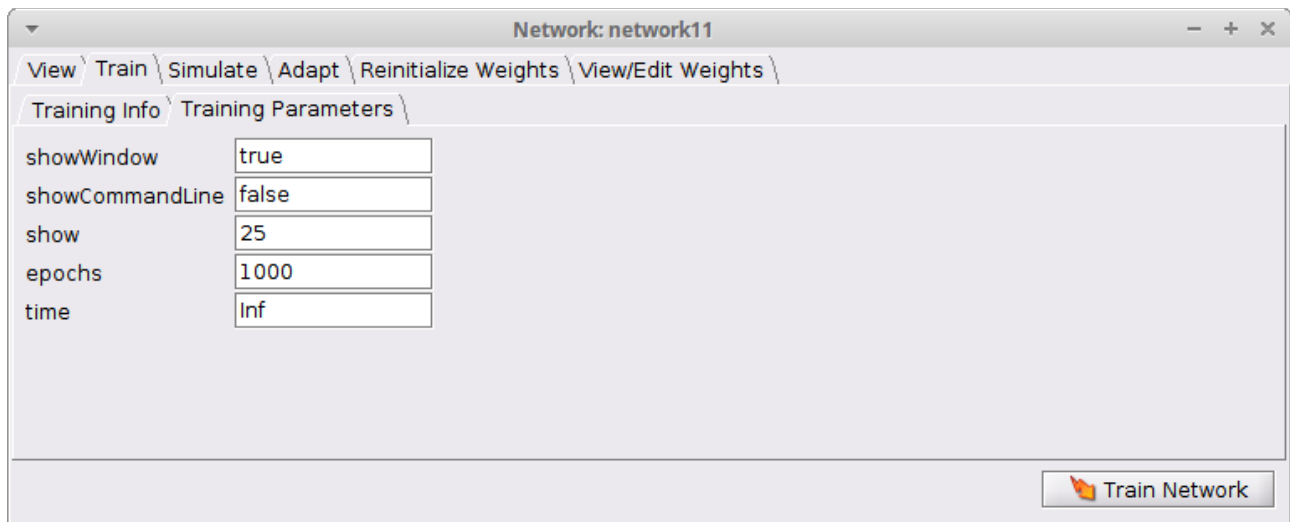 Network: network11
View Train Simulate Adapt Reinitialize Weights View/Edit Weights
Training Info Training Parameters
showWindow true
showCommandLine false
show 25
epochs 1000
time Inf
Train Network